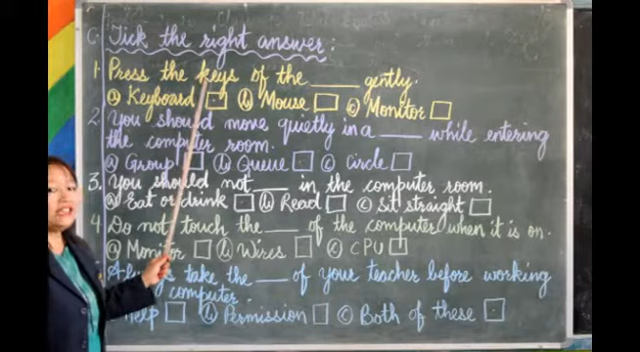 C. Tick the right answer:
1. Press the keys of the ____ gently.
a Keyboard b Mouse c Monitor
2. You should move quietly in a ____ while entering
the computer room.
a Group b Queue c Circle
3. You should not ____ in the computer room.
a Eat or drink b Read c Sit straight
4 Do not touch the ____ of the computer when it is on.
a Monitor b Wires c CPU
Always take the ____ of your teacher before working
computer.
Help b Permission c Both of these